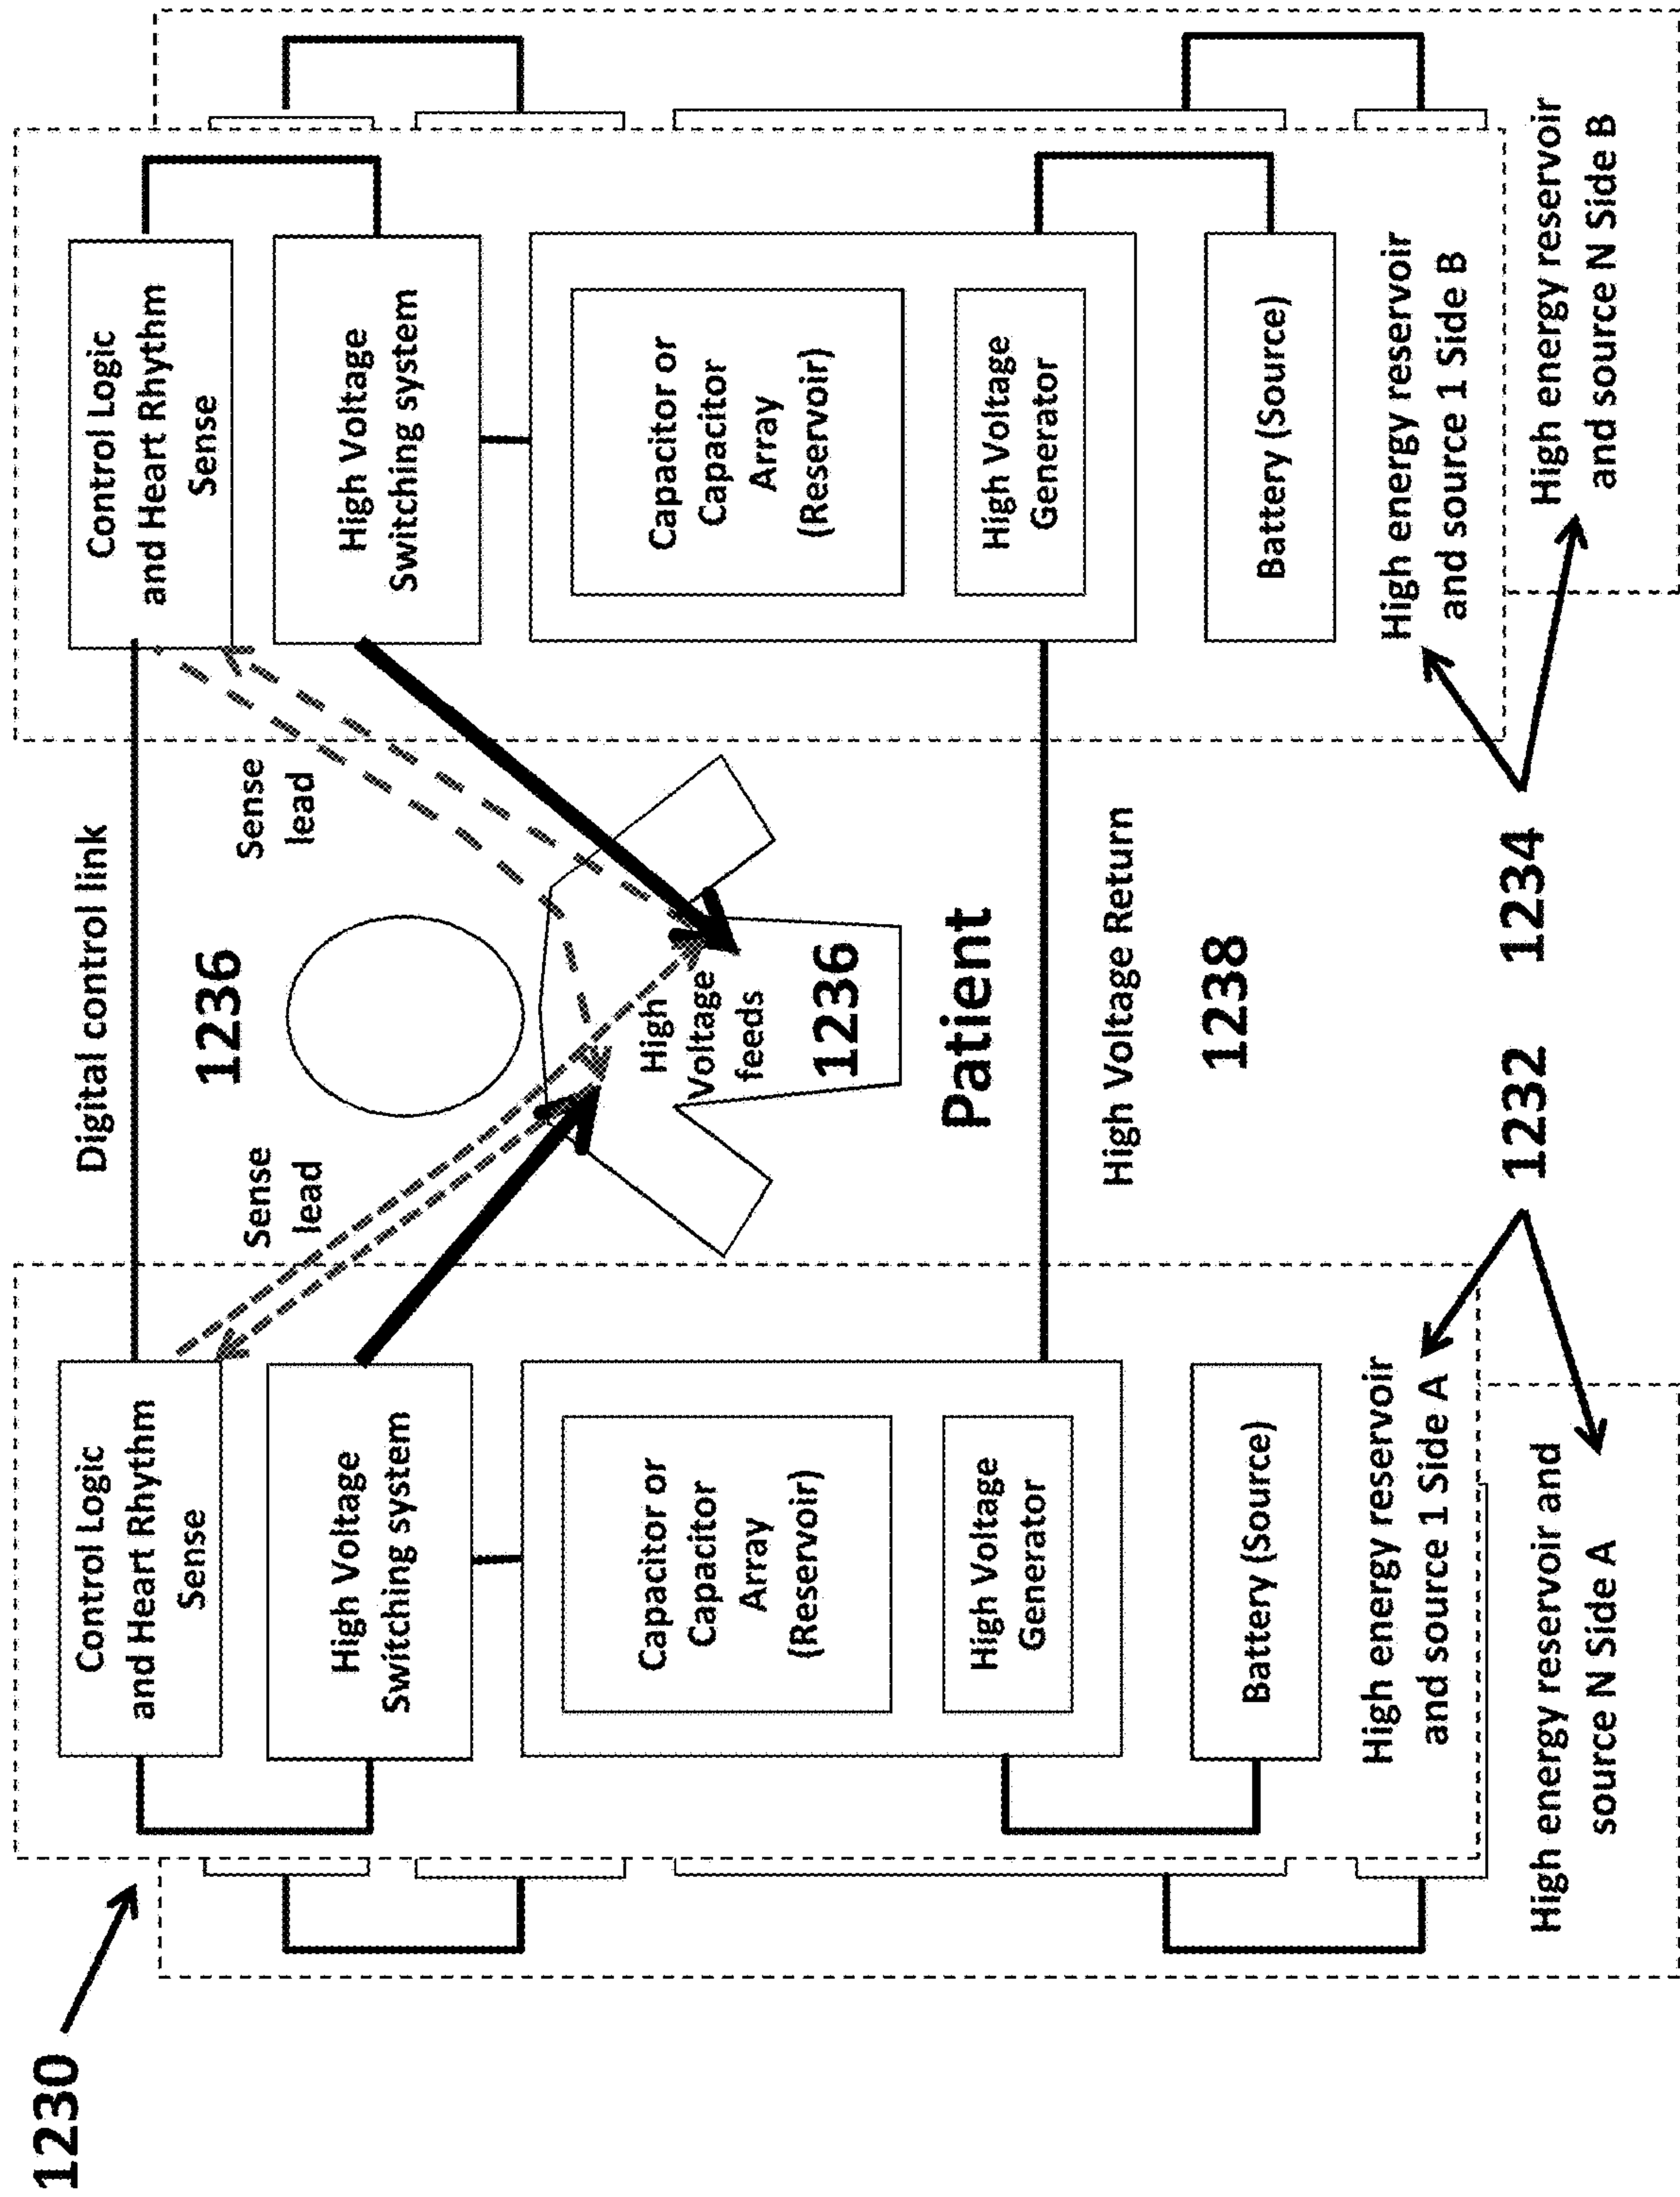 1230
Control Logic
and Heart Rhythm
Sense
High Voltage
Switching system
Capacitor or
Capacitor
Array
(Reservoir)
High Voltage
Generator
Battery (Source)
High energy reservoir
and source 1 Side A
High energy reservoir and
source N Side A
Digital control link
Sense
lead
1236
Sense
lead
High
Voltage
feeds
1236
Patient
High Voltage Return
1238
1232
1234
Control Logic
and Heart Rhythm
Sense
High Voltage
Switching system
Capacitor or
Capacitor
Array
(Reservoir)
High Voltage
Generator
Battery (Source)
High energy reservoir
and source 1 Side B
High energy reservoir
and source N Side B